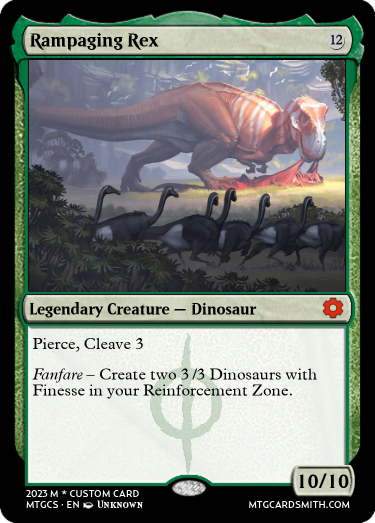 Rampaging Rex 12
Legendary Creature — Dinosaur
Pierce, Cleave 3
Fanfare – Create two 3/3 Dinosaurs with
Finesse in your Reinforcement Zone.
10/10
2023 M * CUSTOM CARD
MTGCS • EN Unknown
MTGCARDSMITH.COM